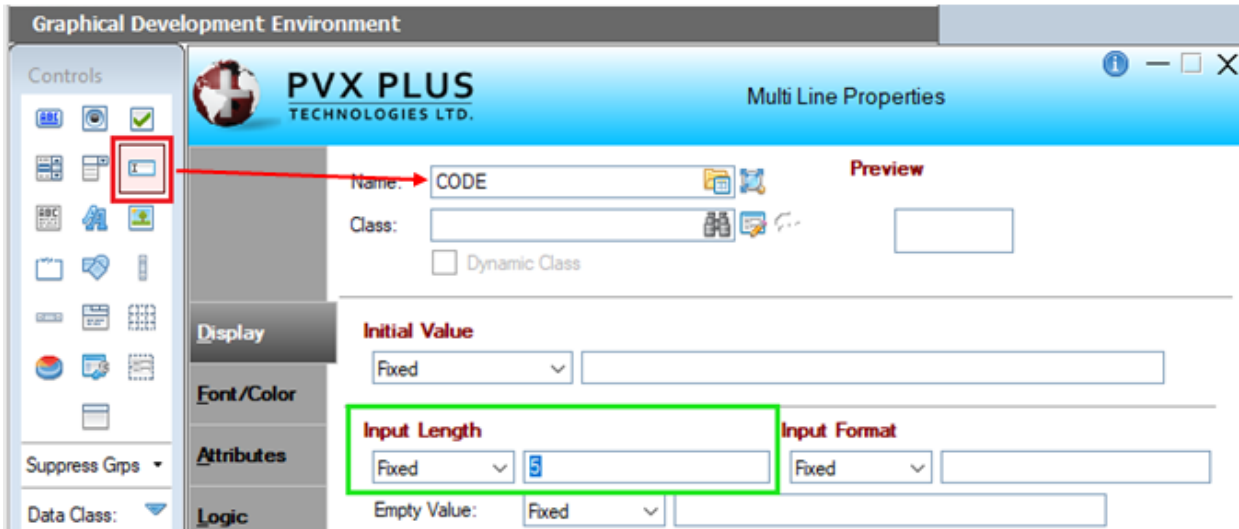 Graphical Development Environment
Controls
PVX PLUS
TECHNOLOGIES LTD.
Multi Line Properties
Name: CODE
Preview
Class:
Dynamic Class
Display
Initial Value
Fixed
Font/Color
Input Length Input Format
Attributes
Fixed 5 Fixed
Suppress Grps
Empty Value: Fixed
Data Class:
Logic